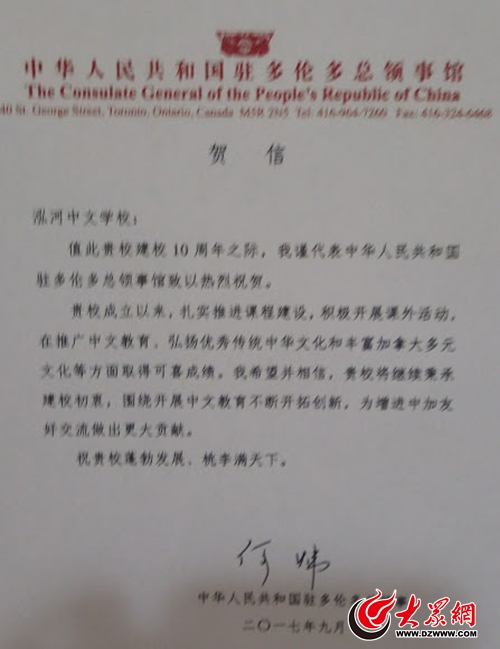 中华人民共和国驻多伦多总领事馆
The Consulate General of the People's Republic of China
40 St. George Street, Toronto, Ontario, Canada M5R 2N5 Tel: 416-964-7260 Fax: 416-324-6468
贺 信
泓河中文学校:
值此贵校建校10周年之际，我谨代表中华人民共和国
驻多伦多总领事馆致以热烈祝贺。
贵校成立以来，扎实推进课程建设，积极开展课外活动，
在推广中文教育、弘扬优秀传统中华文化和丰富加拿大多元
文化等方面取得可喜成绩。我希望并相信，贵校将继续秉承
建校初衷，围绕开展中文教育不断开拓创新，为增进中加友
好交流做出更大贡献。
祝贵校蓬勃发展、桃李满天下。
何炜
中华人民共和国驻多伦多 事
二〇一七年九月
大众网
WWW.DZWWW.COM